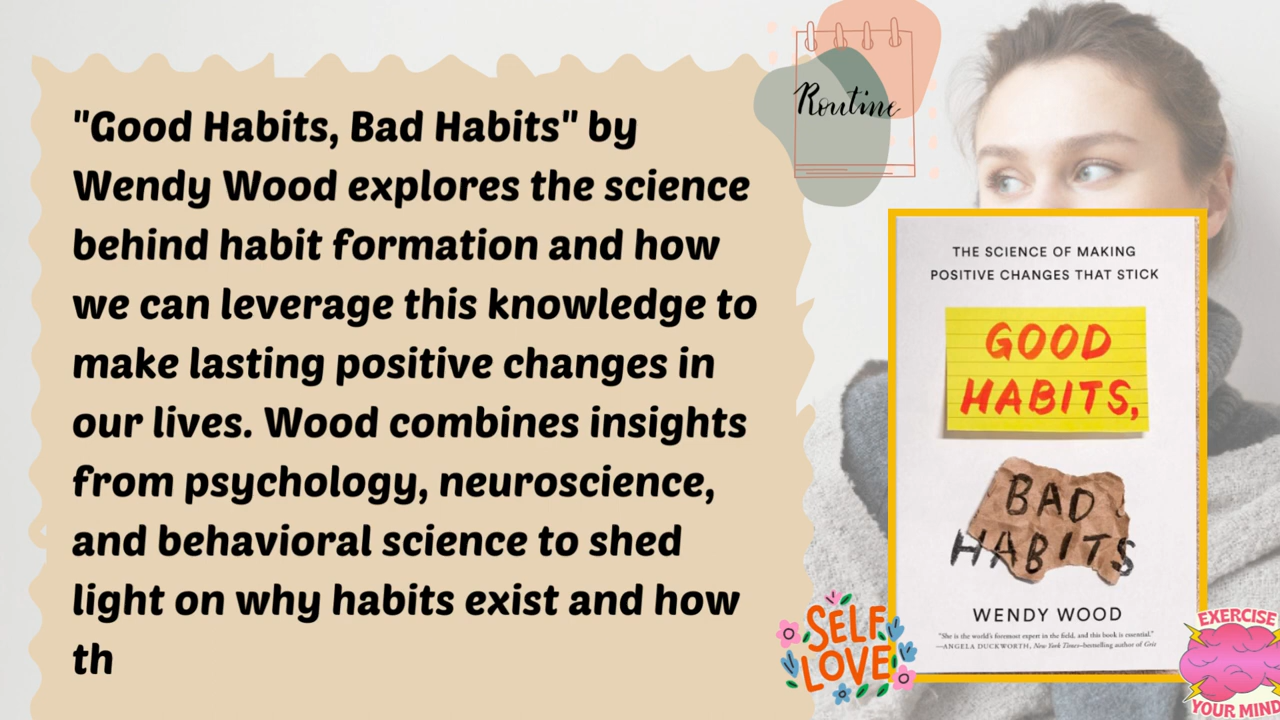 "Good Habits, Bad Habits" by
Wendy Wood explores the science
behind habit formation and how
we can leverage this knowledge to
make lasting positive changes in
our lives. Wood combines insights
from psychology, neuroscience,
and behavioral science to shed
light on why habits exist and how
th
Routine
THE SCIENCE OF MAKING
POSITIVE CHANGES THAT STICK
GOOD
HABITS,
BAD
HABITS
WENDY WOOD
"She is the world's foremost expert in the field, and this book is essential."
—ANGELA DUCKWORTH, New York Times–bestselling author of Grit
SELF
LOVE
EXERCISE
YOUR MIND